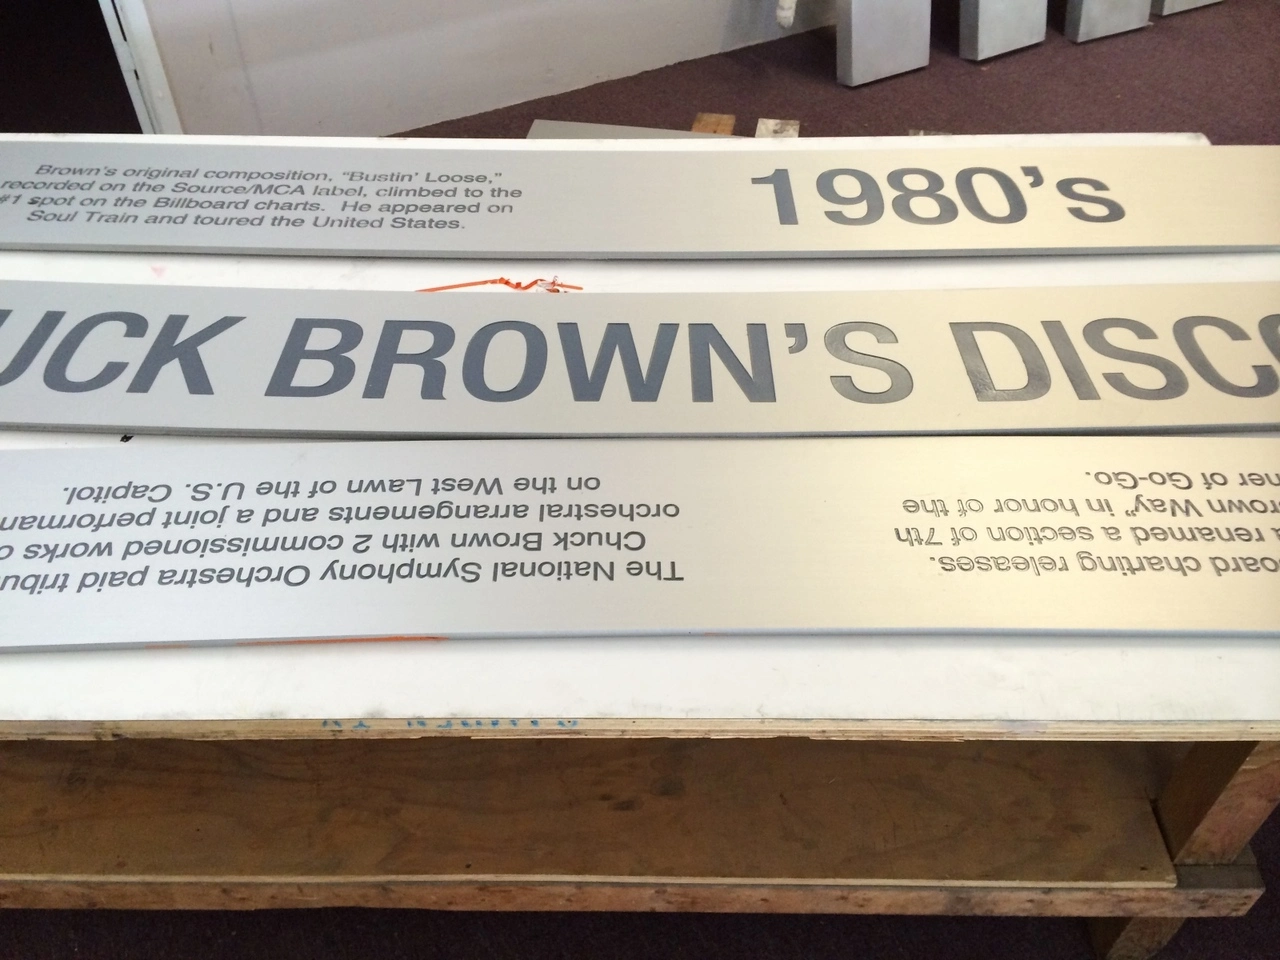 Brown's original composition, "Bustin' Loose,"
recorded on the Source/MCA label, climbed to the
#1 spot on the Billboard charts. He appeared on
Soul Train and toured the United States.
1980's
UCK BROWN'S DISCO
The National Symphony Orchestra paid tribu
Chuck Brown with 2 commissioned works o
orchestral arrangements and a joint performan
on the West Lawn of the U.S. Capitol.
oard charting releases.
renamed a section of 7th
rown Way" in honor of the
ner of Go-Go.